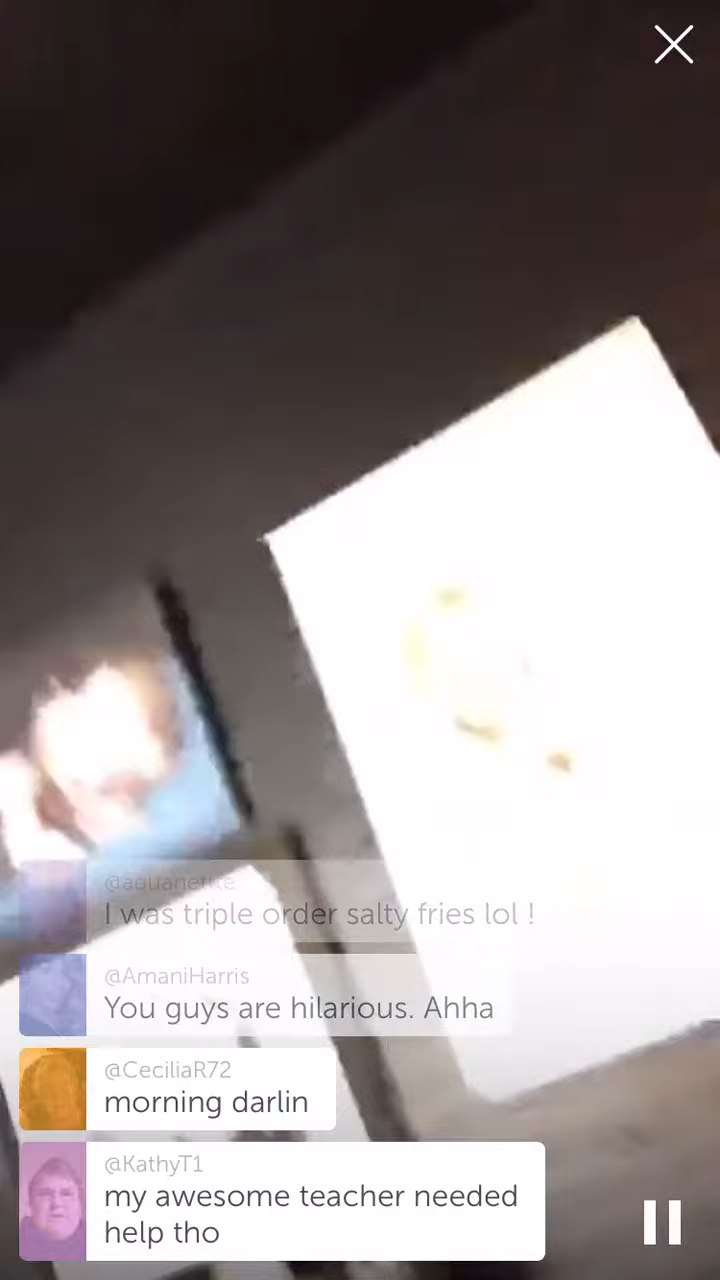 @aquanetite
I was triple order salty fries lol !
@AmaniHarris
You guys are hilarious. Ahha
@CeciliaR72
morning darlin
@KathyT1
my awesome teacher needed
help tho